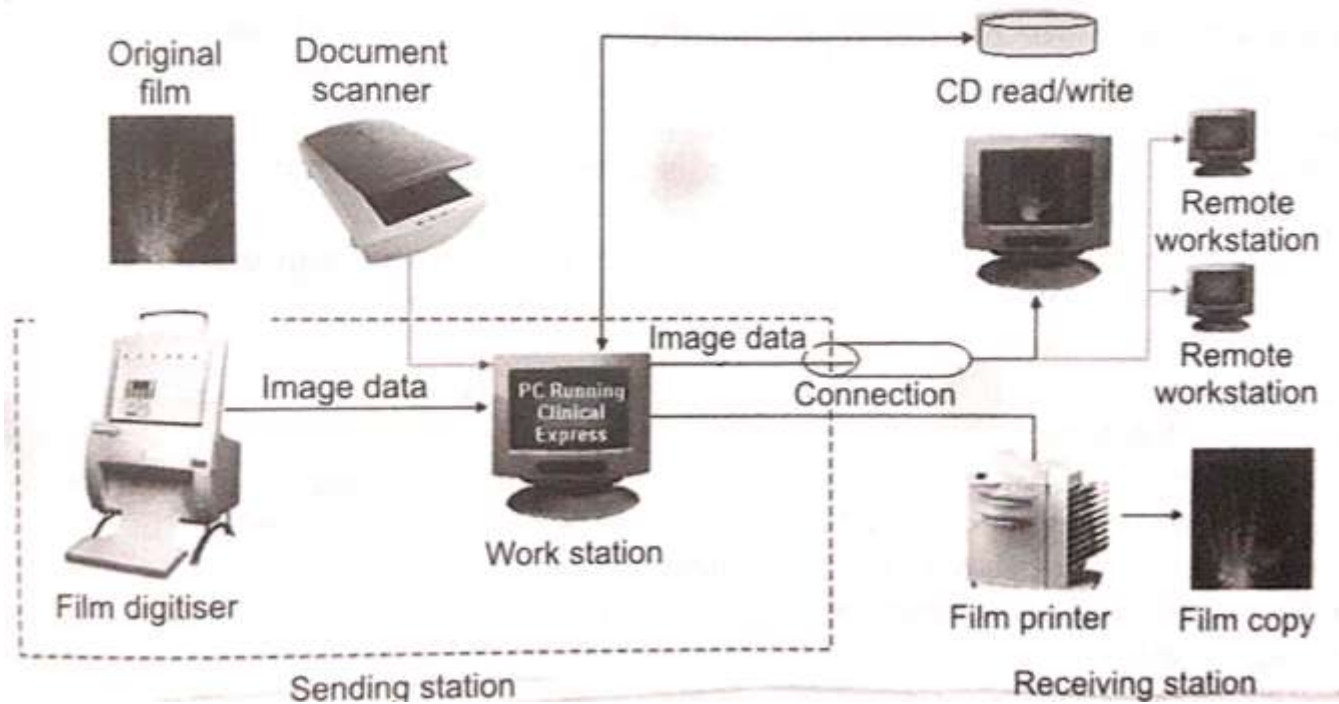 Original
film
Document
scanner
CD read/write
Remote
workstation
Remote
workstation
Image data
Connection
Image data
PC Running
Clinical
Express
Work station
Film digitiser
Film printer
Film copy
Sending station
Receiving station